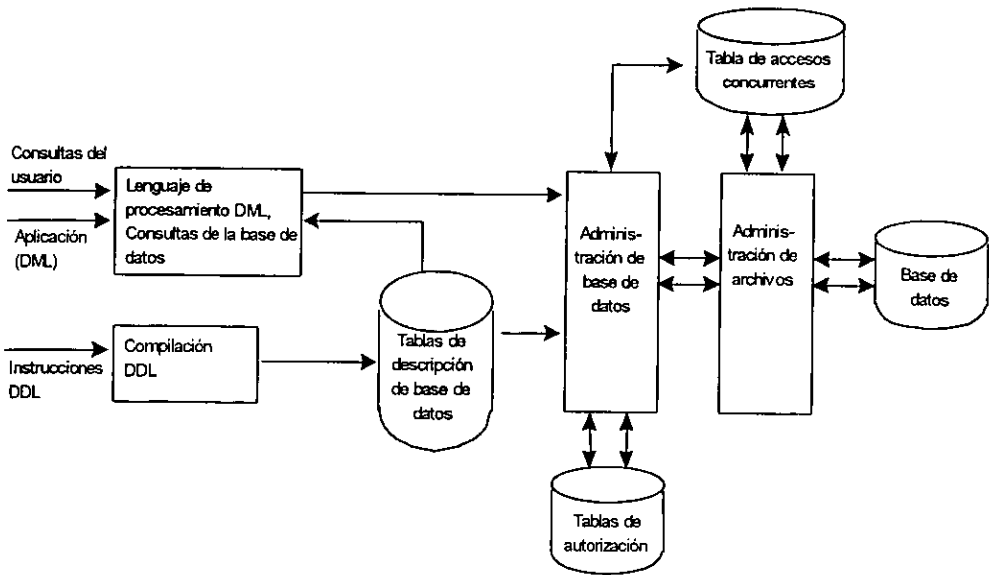 Tabla de accesos
concurrentes
Consultas del
usuario
Lenguaje de
procesamiento DML,
Consultas de la base de
datos
Aplicación
(DML)
Adminis-
tración de
base de
datos
Adminis-
tración de
archivos
Base de
datos
Instrucciones
DDL
Compilación
DDL
Tablas de
descripción
de base de
datos
Tablas de
autorización